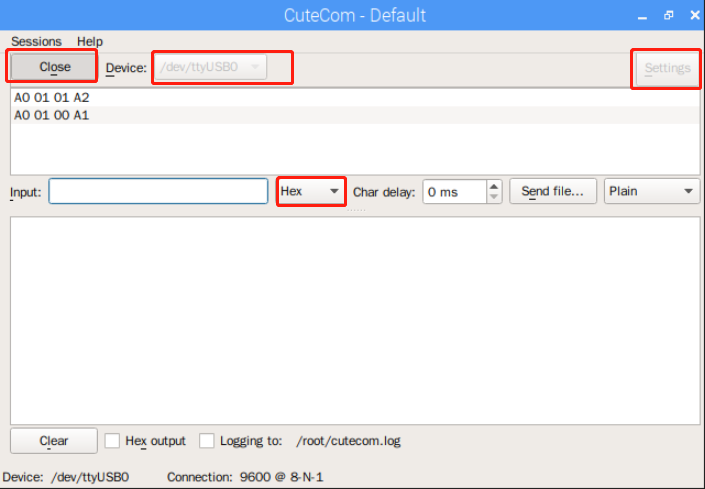 CuteCom - Default
Sessions Help
Close Device: /dev/ttyUSB0 Settings
A0 01 01 A2
A0 01 00 A1
Input: Hex Char delay: 0 ms Send file... Plain
Clear Hex output Logging to: /root/cutecom.log
Device: /dev/ttyUSB0 Connection: 9600 @ 8-N-1